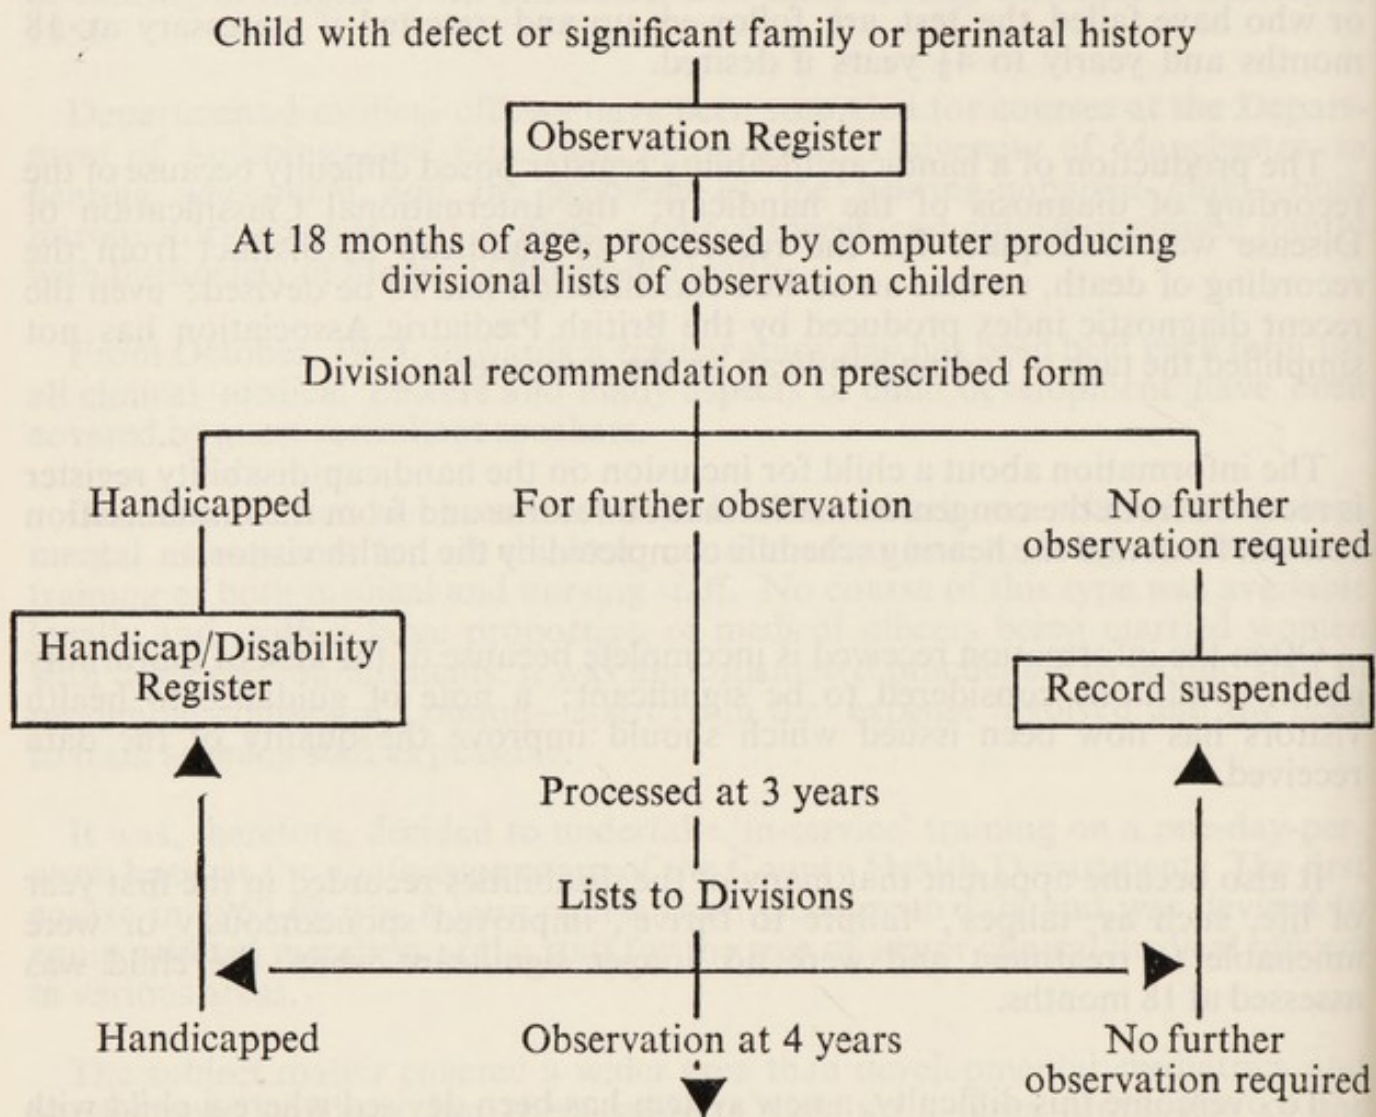 Child with defect or significant family or perinatal history
Observation Register
At 18 months of age, processed by computer producing
divisional lists of observation children
Divisional recommendation on prescribed form
Handicapped
For further observation
No further
observation required
Handicap/Disability
Register
Record suspended
Processed at 3 years
Lists to Divisions
Handicapped
Observation at 4 years
No further
observation required